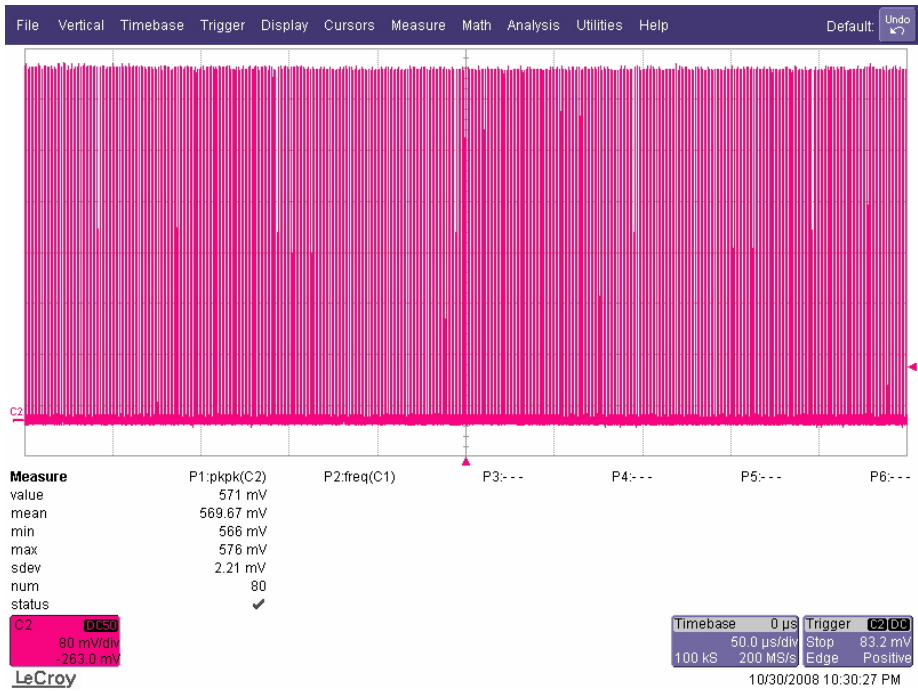 File Vertical Timebase Trigger Display Cursors Measure Math Analysis Utilities Help Default: Undo
C2
Measure P1:pkpk(C2) P2:freq(C1) P3:- - - P4:- - - P5:- - - P6:- - -
value 571 mV
mean 569.67 mV
min 566 mV
max 576 mV
sdev 2.21 mV
num 80
status ✓
C2 DC50
80 mV/div
-263.0 mV
Timebase 0 µs
50.0 µs/div
100 kS 200 MS/s
Trigger C2 DC
Stop 83.2 mV
Edge Positive
LeCroy
10/30/2008 10:30:27 PM